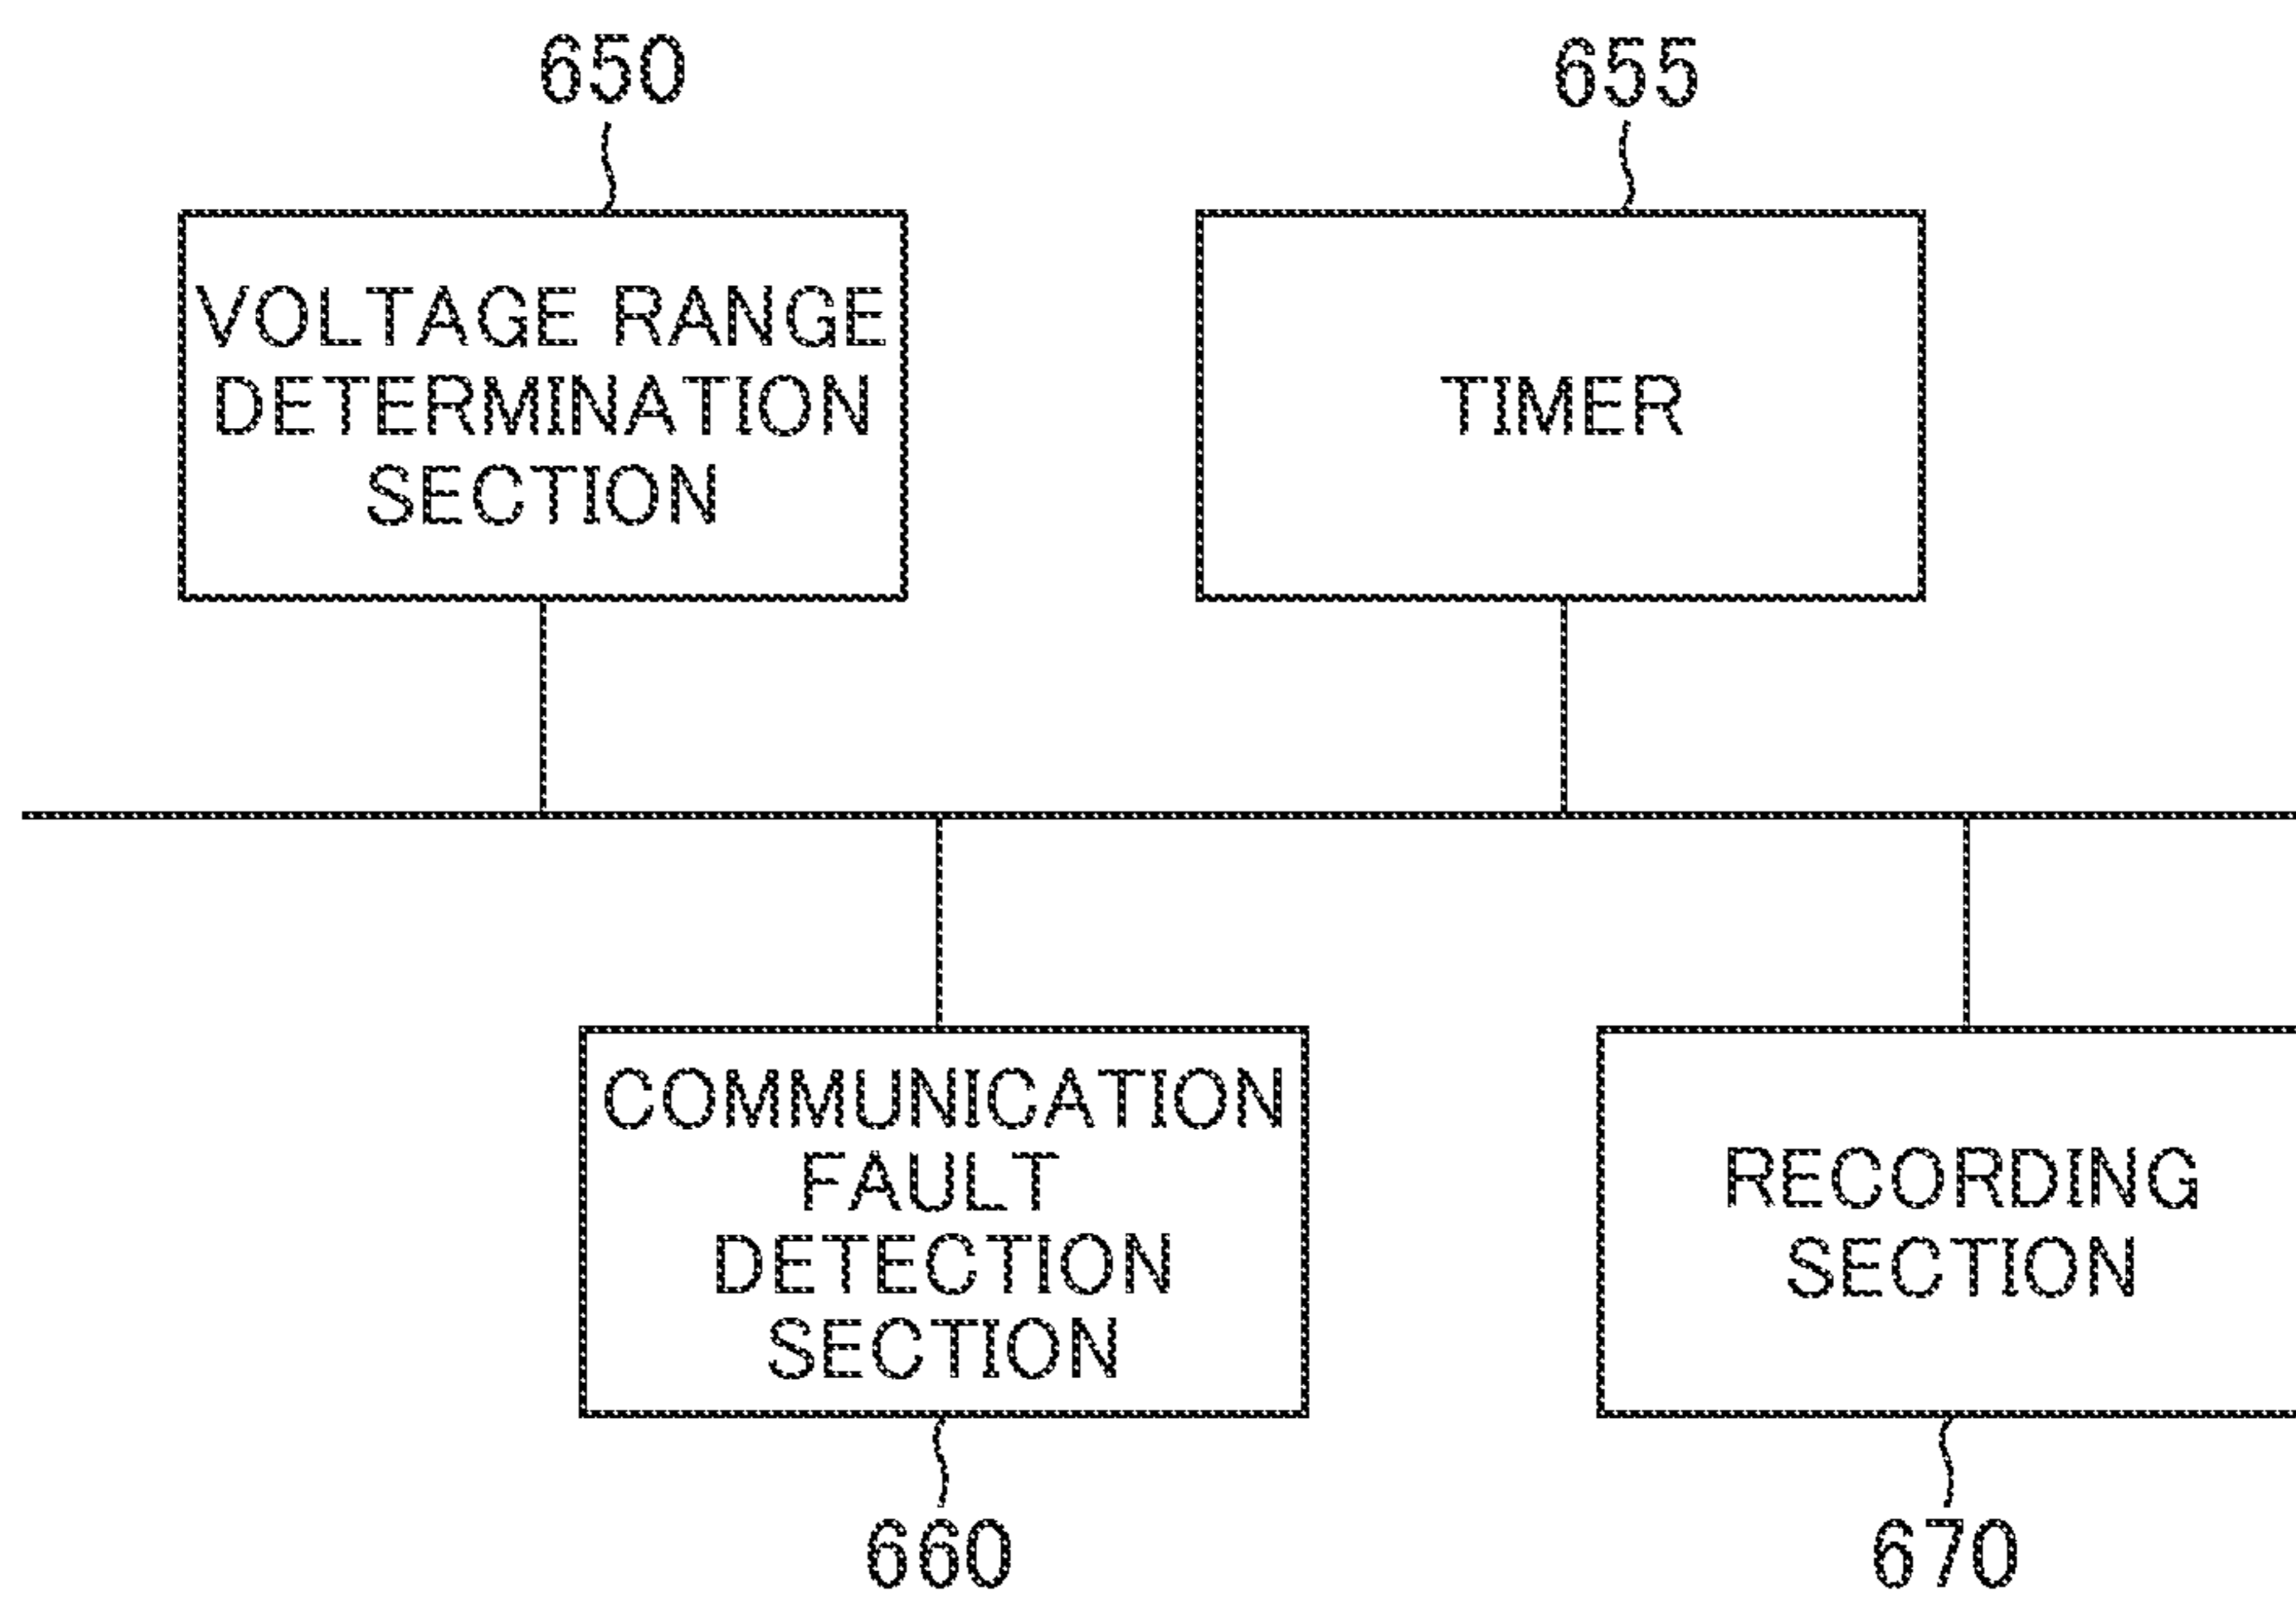 650
VOLTAGE RANGE
DETERMINATION
SECTION
655
TIMER
COMMUNICATION
FAULT
DETECTION
SECTION
660
RECORDING
SECTION
670